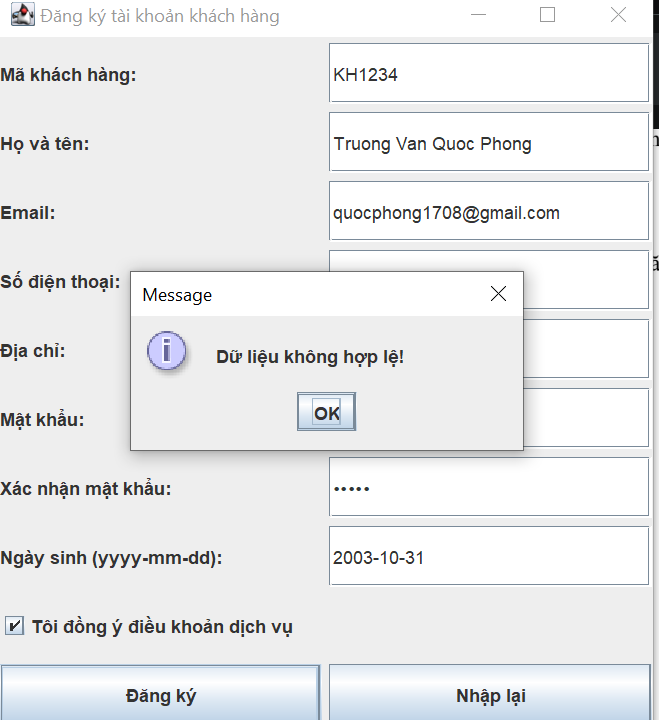 Đăng ký tài khoản khách hàng
Mã khách hàng:
KH1234
Họ và tên:
Truong Van Quoc Phong
Email:
quocphong1708@gmail.com
Số điện thoại:
Message
Địa chỉ:
Dữ liệu không hợp lệ!
Mật khẩu:
OK
Xác nhận mật khẩu:
•••••
Ngày sinh (yyyy-mm-dd):
2003-10-31
Tôi đồng ý điều khoản dịch vụ
Đăng ký
Nhập lại